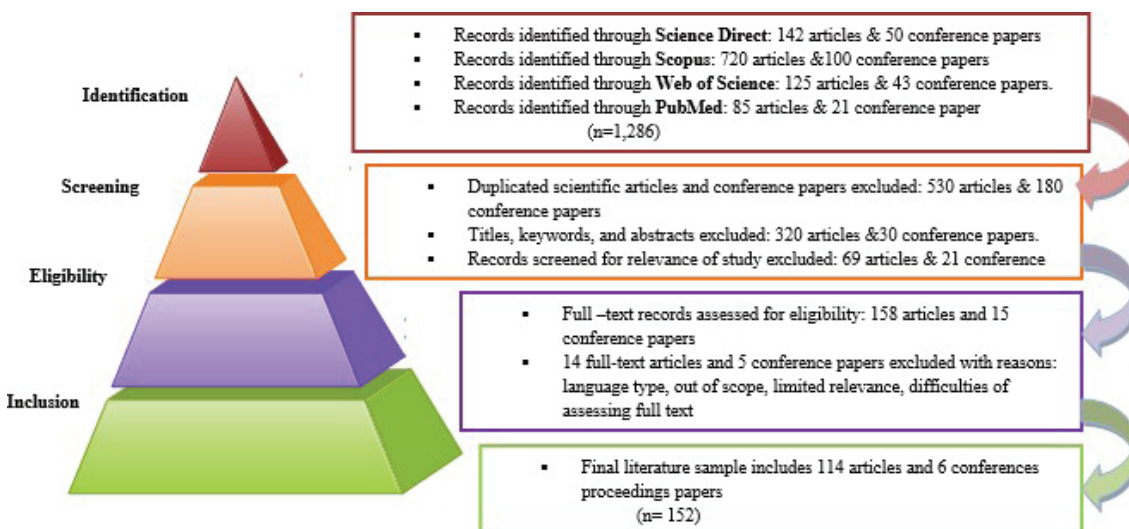 Identification
Screening
Eligibility
Inclusion
▪ Records identified through Science Direct: 142 articles & 50 conference papers
▪ Records identified through Scopus: 720 articles &100 conference papers
▪ Records identified through Web of Science: 125 articles & 43 conference papers.
▪ Records identified through PubMed: 85 articles & 21 conference paper
(n=1,286)
▪ Duplicated scientific articles and conference papers excluded: 530 articles & 180
conference papers
▪ Titles, keywords, and abstracts excluded: 320 articles &30 conference papers.
▪ Records screened for relevance of study excluded: 69 articles & 21 conference
▪ Full –text records assessed for eligibility: 158 articles and 15
conference papers
▪ 14 full-text articles and 5 conference papers excluded with reasons:
language type, out of scope, limited relevance, difficulties of
assessing full text
▪ Final literature sample includes 114 articles and 6 conferences
proceedings papers
(n= 152)